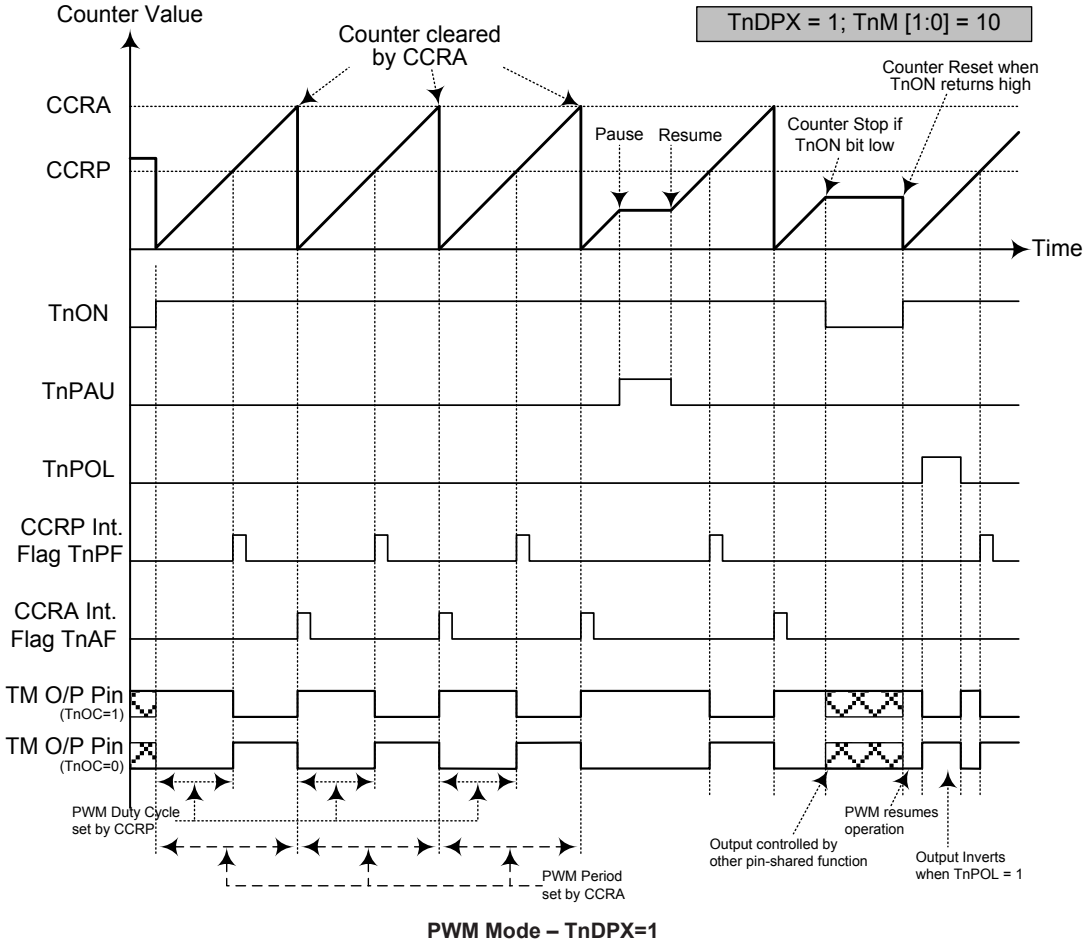 Counter Value
TnDPX = 1; TnM [1:0] = 10
Counter cleared
by CCRA
Counter Reset when
TnON returns high
CCRA
Pause
Resume
Counter Stop if
TnON bit low
CCRP
Time
TnON
TnPAU
TnPOL
CCRP Int.
Flag TnPF
CCRA Int.
Flag TnAF
TM O/P Pin
(TnOC=1)
TM O/P Pin
(TnOC=0)
PWM Duty Cycle
set by CCRP
PWM resumes
operation
Output controlled by
other pin-shared function
Output Inverts
when TnPOL = 1
PWM Period
set by CCRA
PWM Mode – TnDPX=1